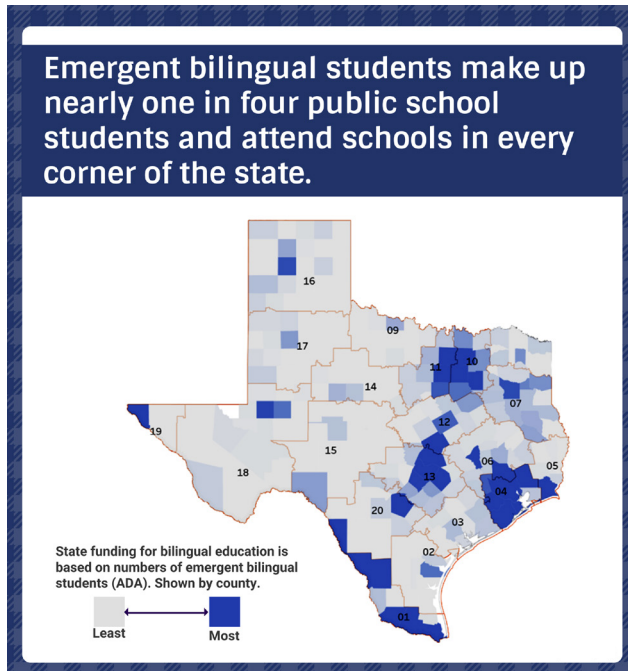 Emergent bilingual students make up
nearly one in four public school
students and attend schools in every
corner of the state.
16
09
17
11
10
14
07
12
19
15
05
06
18
13
04
20
03
02
01
State funding for bilingual education is
based on numbers of emergent bilingual
students (ADA). Shown by county.
Least
Most